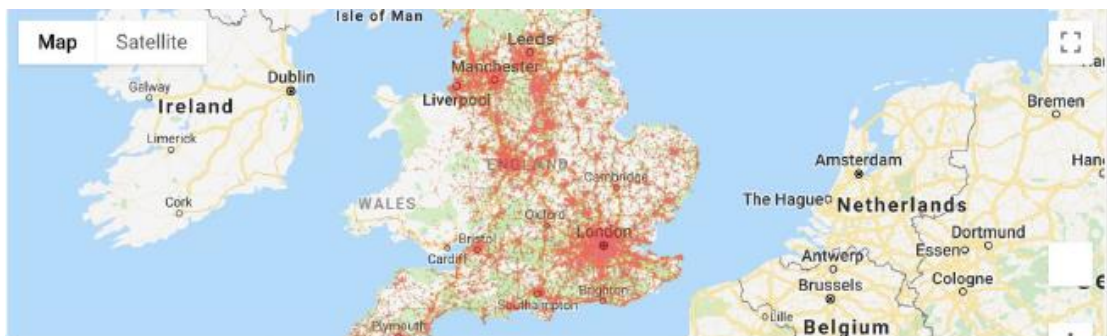 Isle of Man
Map
Satellite
Leeds
Manchester
Dublin
Galway
Liverpool
Ireland
Bremen
Limerick
ENGLAND
Amsterdam
Cambridge
Cork
WALES
The Hague
Netherlands
Oxford
London
Dortmund
Bristol
Essen
Cardiff
Antwerp
Cologne
Brussels
Brighton
Southampton
Lille
Plymouth
Belgium